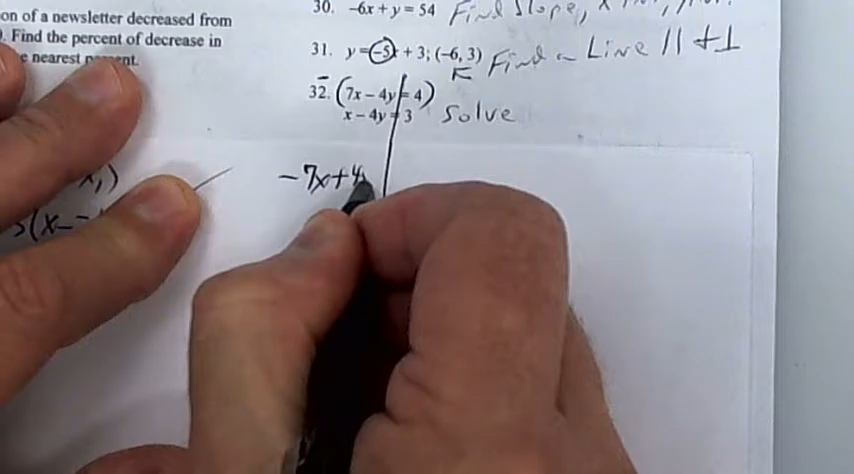 on of a newsletter decreased from
). Find the percent of decrease in
e nearest
30. -6x + y = 54 Find Slope,
31. y = -5x + 3; (-6, 3) Find a Line || + ⊥
32. (7x - 4y = 4)
x - 4y = 3 Solve
-7x+4